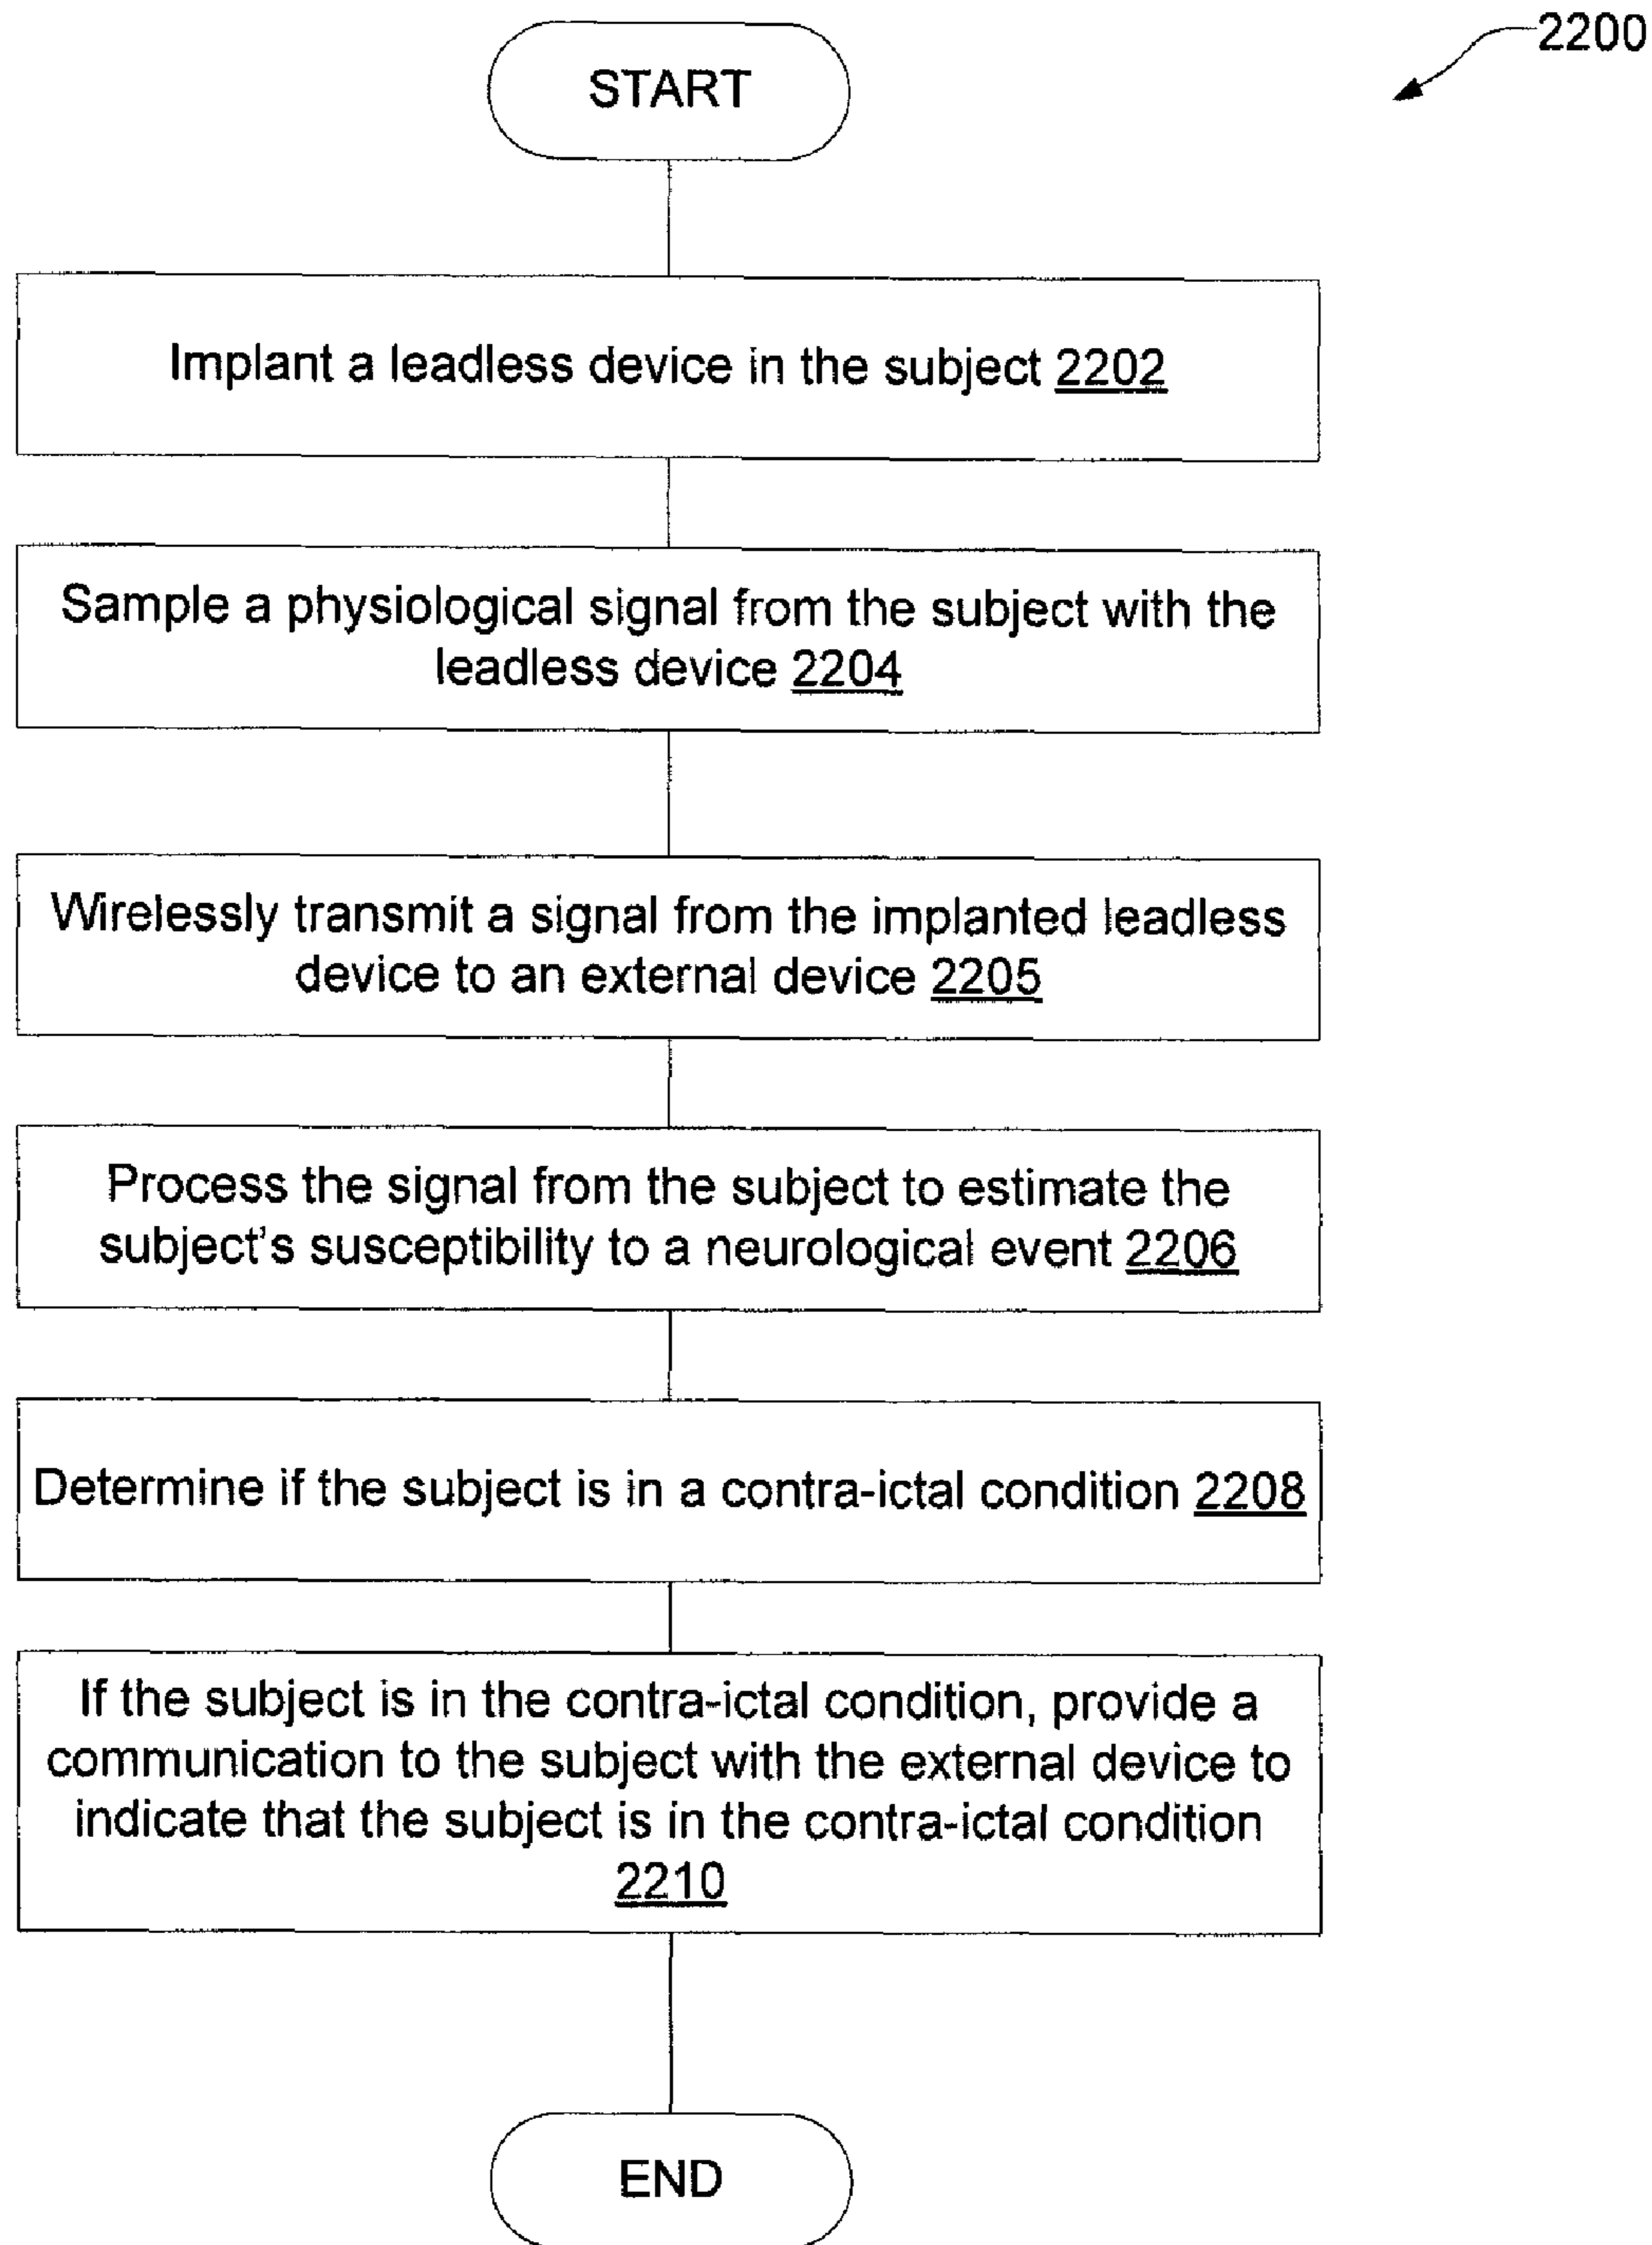 2200
START
Implant a leadless device in the subject 2202
Sample a physiological signal from the subject with the
leadless device 2204
Wirelessly transmit a signal from the implanted leadless
device to an external device 2205
Process the signal from the subject to estimate the
subject's susceptibility to a neurological event 2206
Determine if the subject is in a contra-ictal condition 2208
If the subject is in the contra-ictal condition, provide a
communication to the subject with the external device to
indicate that the subject is in the contra-ictal condition
2210
END